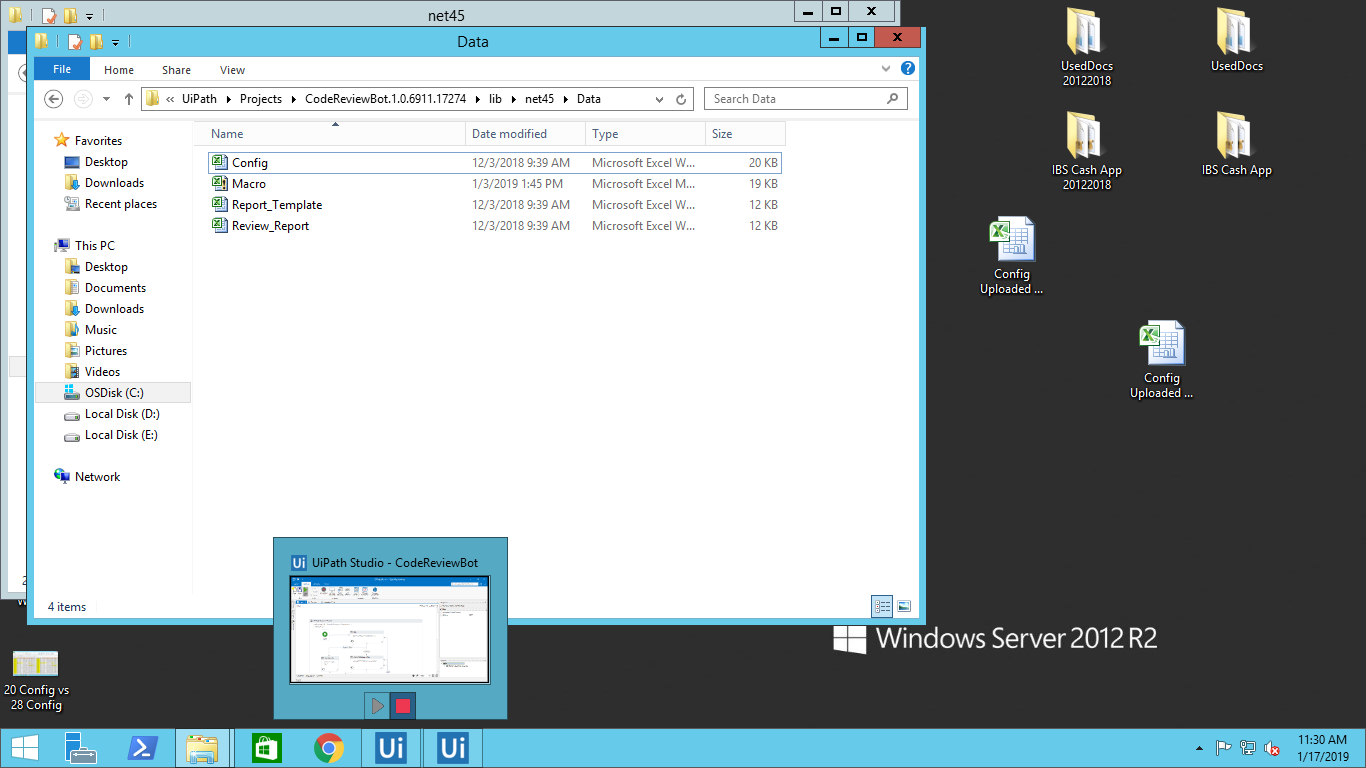 net45
Data
File Home Share View
« UiPath Projects CodeReviewBot.1.0.6911.17274 lib net45 Data
Search Data
Name Date modified Type Size
Config 12/3/2018 9:39 AM Microsoft Excel W... 20 KB
Macro 1/3/2019 1:45 PM Microsoft Excel M... 19 KB
Report_Template 12/3/2018 9:39 AM Microsoft Excel W... 12 KB
Review_Report 12/3/2018 9:39 AM Microsoft Excel W... 12 KB
Favorites
Desktop
Downloads
Recent places
This PC
Desktop
Documents
Downloads
Music
Pictures
Videos
OSDisk (C:)
Local Disk (D:)
Local Disk (E:)
Network
4 items
UsedDocs
20122018
UsedDocs
IBS Cash App
20122018
IBS Cash App
Config
Uploaded ...
Config
Uploaded ...
Ui UiPath Studio - CodeReviewBot
Windows Server 2012 R2
20 Config vs
28 Config
Ui
Ui
11:30 AM
1/17/2019